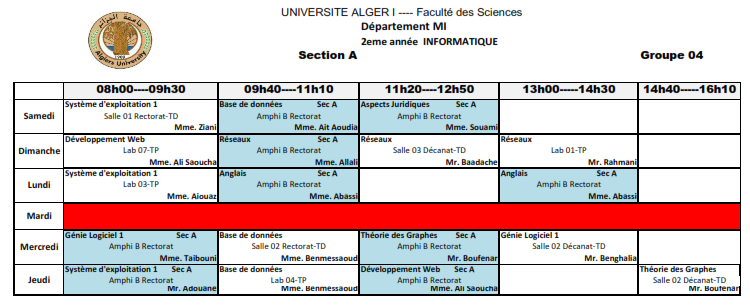 UNIVERSITE ALGER I ---- Faculté des Sciences
Département MI
2eme année INFORMATIQUE
Section A Groupe 04
جامعة الجزائر
Algiers University
1909
08h00----09h30 09h40----11h10 11h20----12h50 13h00-----14h30 14h40-----16h10
Samedi
Système d'exploitation 1
Salle 01 Rectorat-TD
Mme. Ziani
Base de données Sec A
Amphi B Rectorat
Mme. Ait Aoudia
Aspects Juridiques Sec A
Amphi B Rectorat
Mme. Souami
Dimanche
Développement Web
Lab 07-TP
Mme. Ali Saoucha
Réseaux Sec A
Amphi B Rectorat
Mme. Allali
Réseaux
Salle 03 Décanat-TD
Mr. Baadache
Réseaux
Lab 01-TP
Mr. Rahmani
Lundi
Système d'exploitation 1
Lab 03-TP
Mme. Aiouaz
Anglais Sec A
Amphi B Rectorat
Mme. Abassi
Anglais Sec A
Amphi B Rectorat
Mme. Abassi
Mardi
Mercredi
Génie Logiciel 1 Sec A
Amphi B Rectorat
Mme. Taibouni
Base de données
Salle 02 Rectorat-TD
Mme. Benmessaoud
Théorie des Graphes Sec A
Amphi B Rectorat
Mr. Boufenar
Génie Logiciel 1
Salle 02 Décanat-TD
Mr. Benghalia
Jeudi
Système d'exploitation 1 Sec A
Amphi B Rectorat
Mr. Adouane
Base de données
Lab 04-TP
Mme. Benmessaoud
Développement Web Sec A
Amphi B Rectorat
Mme. Ali Saoucha
Théorie des Graphes
Salle 02 Décanat-TD
Mr. Boufenar